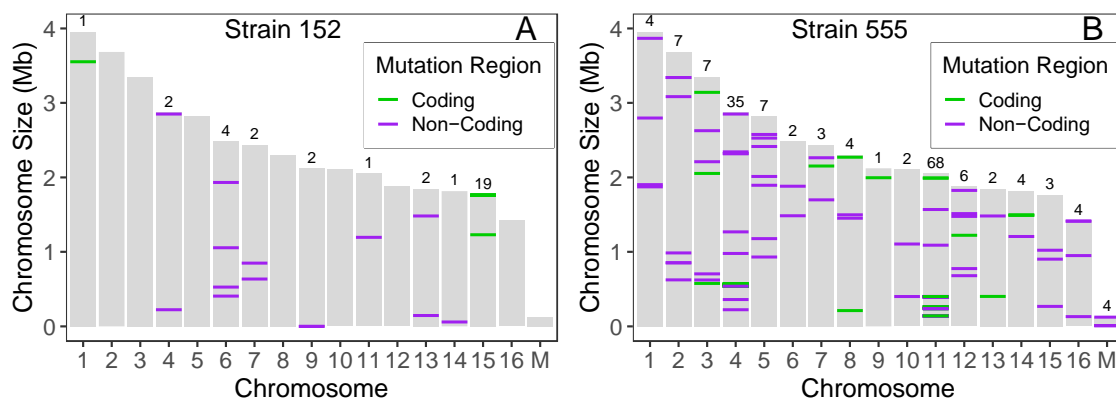 Strain 152
A
Mutation Region
Coding
Non-Coding
Chromosome Size (Mb)
4
3
2
1
0
1
2
4
2
2
1
2
1
19
1 2 3 4 5 6 7 8 9 10 11 12 13 14 15 16 M
Chromosome
Strain 555
B
Mutation Region
Coding
Non-Coding
Chromosome Size (Mb)
4
3
2
1
0
4
7
7
35
7
2
3
4
1
2
68
6
2
4
3
4
4
1 2 3 4 5 6 7 8 9 10 11 12 13 14 15 16 M
Chromosome